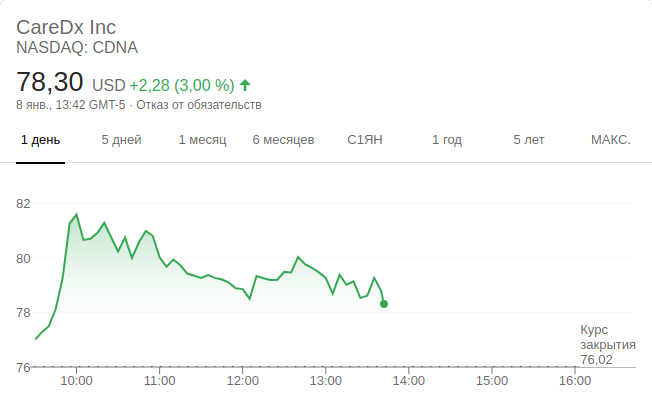 CareDx Inc
NASDAQ: CDNA
78,30 USD +2,28 (3,00 %)
8 янв., 13:42 GMT-5 · Отказ от обязательств
1 день 5 дней 1 месяц 6 месяцев С1ЯН 1 год 5 лет МАКС.
82
80
78
76
Курс
закрытия
76,02
10:00 11:00 12:00 13:00 14:00 15:00 16:00